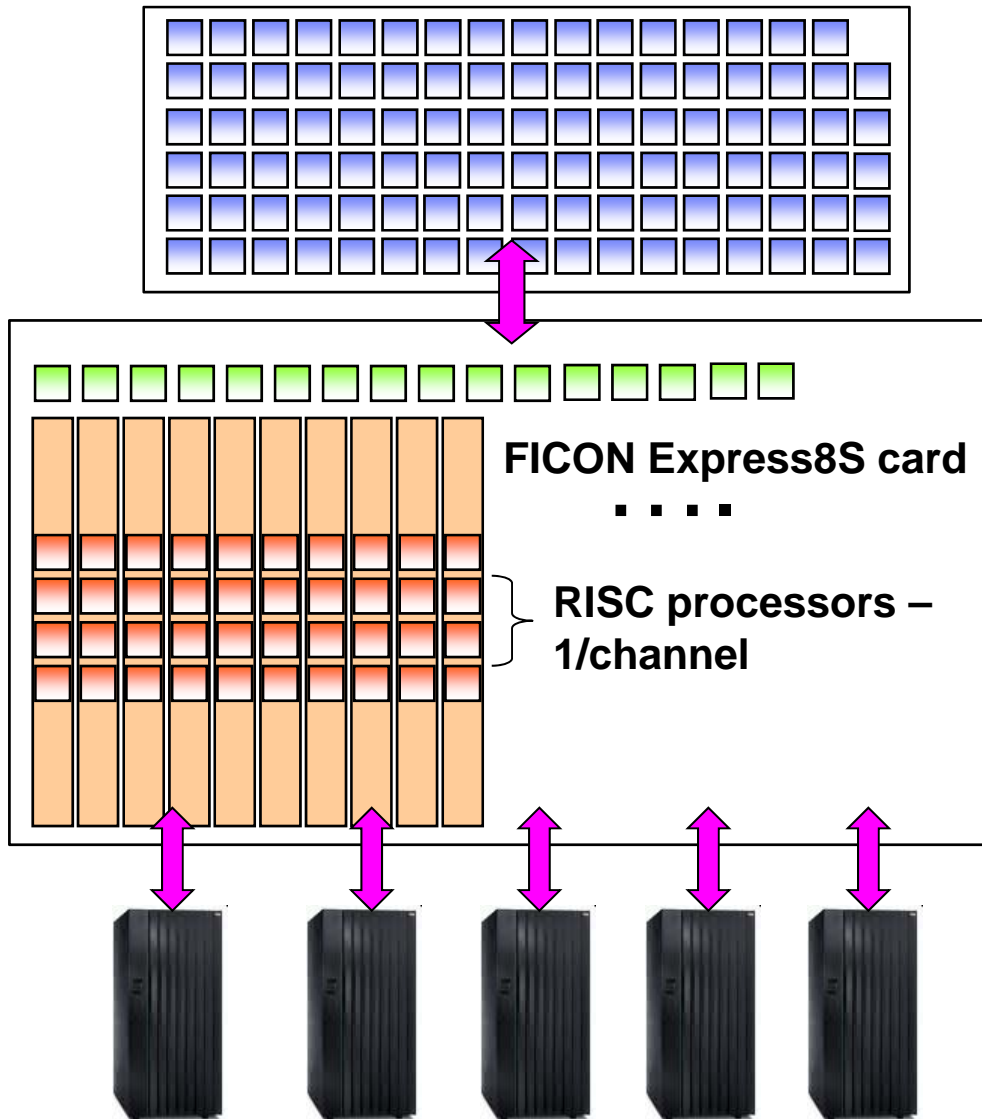 FICON Express8S card
. . . .
RISC processors –
1/channel